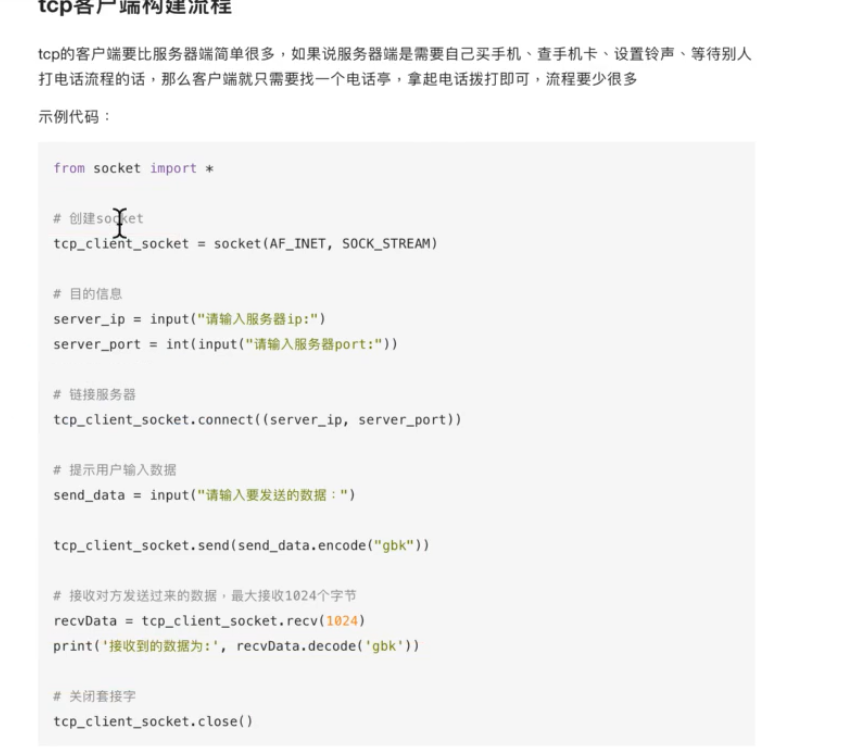 tcp客户端构建流程
tcp的客户端要比服务器端简单很多，如果说服务器端是需要自己买手机、查手机卡、设置铃声、等待别人
打电话流程的话，那么客户端就只需要找一个电话亭，拿起电话拨打即可，流程要少很多
示例代码：
from socket import *
# 创建socket
tcp_client_socket = socket(AF_INET, SOCK_STREAM)
# 目的信息
server_ip = input("请输入服务器ip:")
server_port = int(input("请输入服务器port:"))
# 链接服务器
tcp_client_socket.connect((server_ip, server_port))
# 提示用户输入数据
send_data = input("请输入要发送的数据：")
tcp_client_socket.send(send_data.encode("gbk"))
# 接收对方发送过来的数据，最大接收1024个字节
recvData = tcp_client_socket.recv(1024)
print('接收到的数据为:', recvData.decode('gbk'))
# 关闭套接字
tcp_client_socket.close()